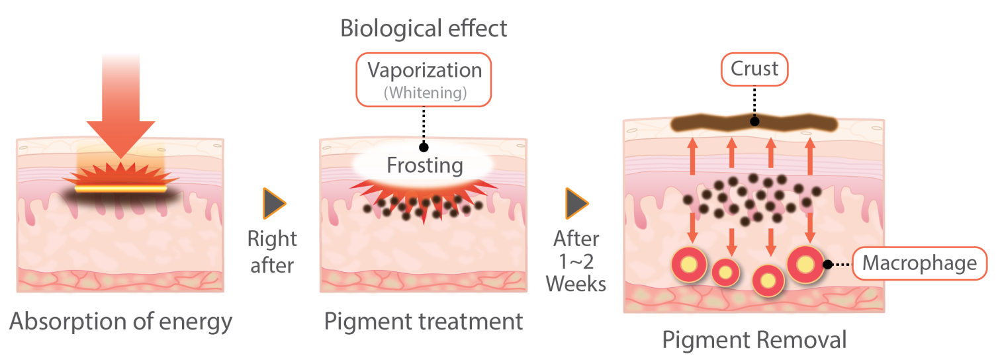 Biological effect
Vaporization
(Whitening)
Frosting
Crust
Right
after
After
1~2
Weeks
Macrophage
Absorption of energy
Pigment treatment
Pigment Removal